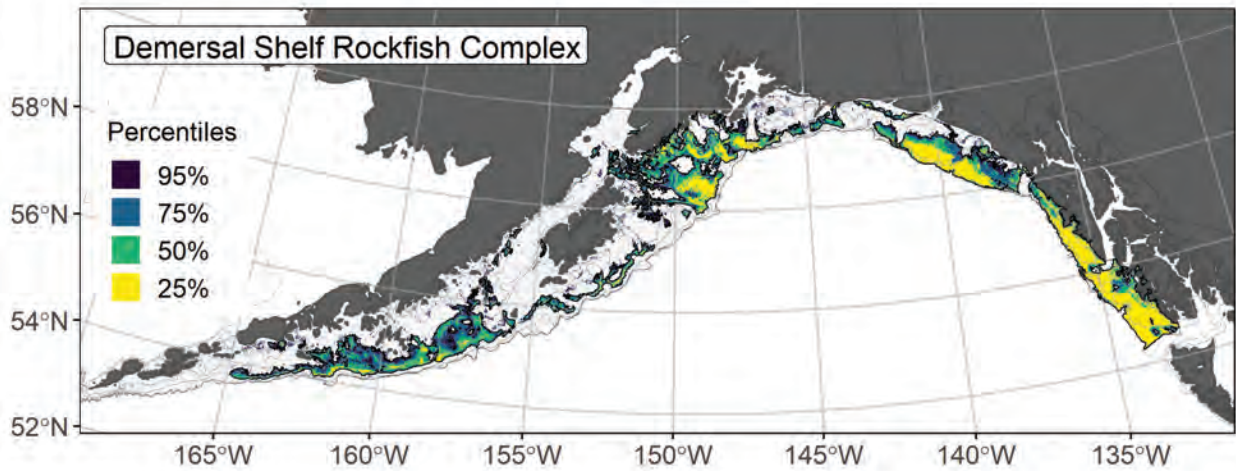 Demersal Shelf Rockfish Complex
58°N
56°N
54°N
52°N
Percentiles
95%
75%
50%
25%
165°W 160°W 155°W 150°W 145°W 140°W 135°W